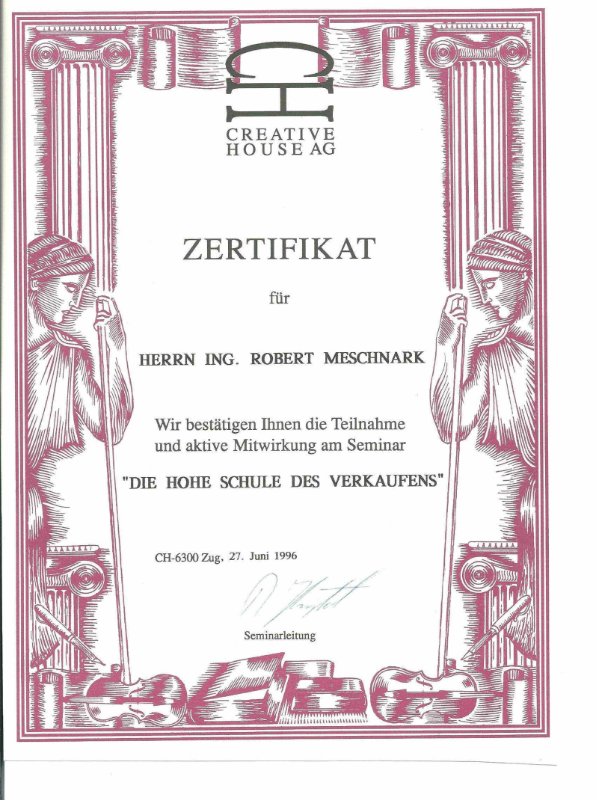 CREATIVE
HOUSE AG
ZERTIFIKAT
für
HERRN ING. ROBERT MESCHNARK
Wir bestätigen Ihnen die Teilnahme
und aktive Mitwirkung am Seminar
"DIE HOHE SCHULE DES VERKAUFENS"
CH-6300 Zug, 27. Juni 1996
Seminarleitung